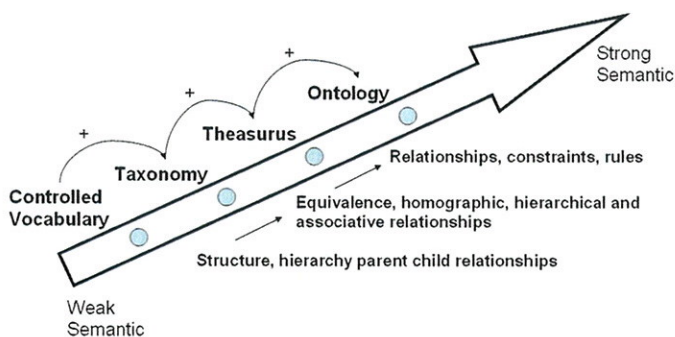 Strong
Semantic
+
Ontology
+
Theasurus
+
Taxonomy
Controlled
Vocabulary
Relationships, constraints, rules
Equivalence, homographic, hierarchical and
associative relationships
Structure, hierarchy parent child relationships
Weak
Semantic